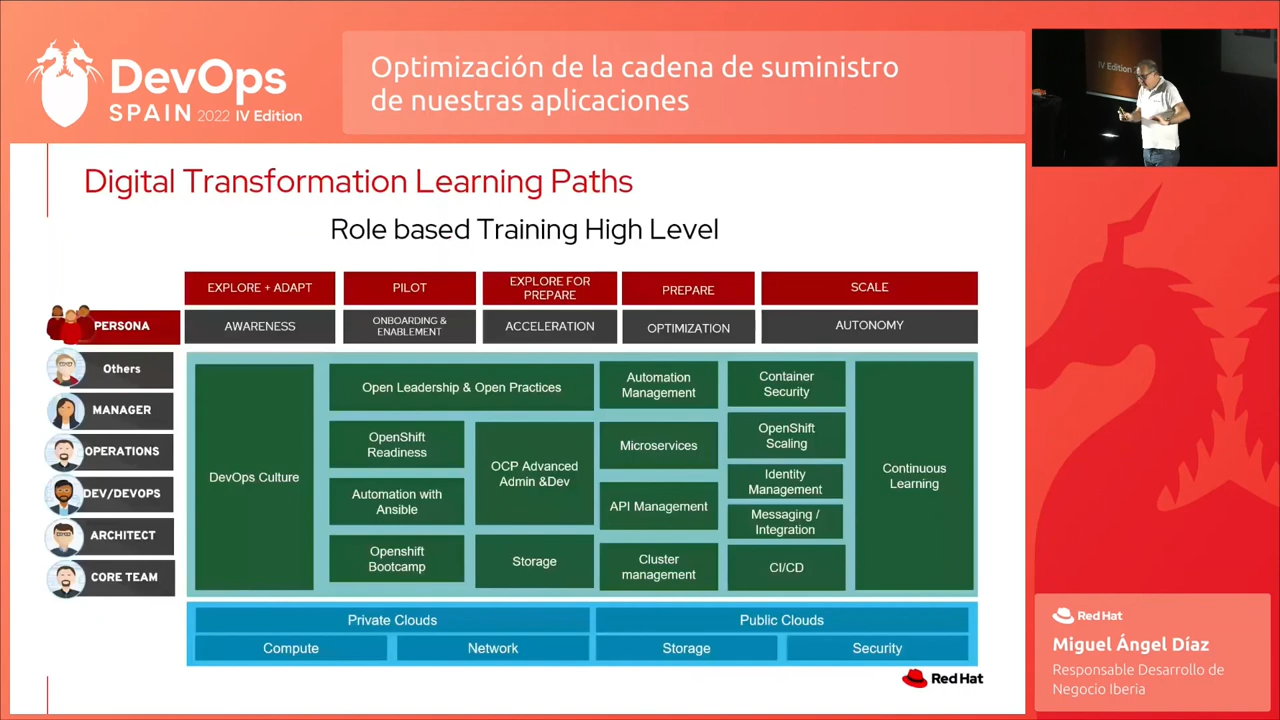 DevOps
SPAIN 2022 IV Edition
Optimización de la cadena de suministro
de nuestras aplicaciones
IV Edition
Digital Transformation Learning Paths
Role based Training High Level
EXPLORE + ADAPT
PILOT
EXPLORE FOR
PREPARE
PREPARE
SCALE
PERSONA
AWARENESS
ONBOARDING &
ENABLEMENT
ACCELERATION
OPTIMIZATION
AUTONOMY
Others
MANAGER
OPERATIONS
DEV/DEVOPS
ARCHITECT
CORE TEAM
DevOps Culture
Open Leadership & Open Practices
OpenShift
Readiness
Automation with
Ansible
Openshift
Bootcamp
OCP Advanced
Admin &Dev
Storage
Automation
Management
Microservices
API Management
Cluster
management
Container
Security
OpenShift
Scaling
Identity
Management
Messaging /
Integration
CI/CD
Continuous
Learning
Private Clouds
Public Clouds
Compute
Network
Storage
Security
Red Hat
Red Hat
Miguel Ángel Díaz
Responsable Desarrollo de
Negocio Iberia